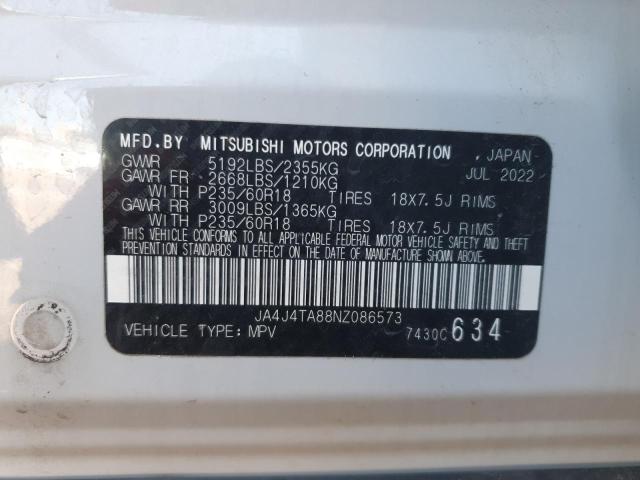 MFD.BY MITSUBISHI MOTORS CORPORATION , JAPAN
GVWR 5192LBS/2355KG JUL 2022
GAWR FR 2668LBS/1210KG
WITH P235/60R18 TIRES 18X7.5J RIMS
GAWR RR 3009LBS/1365KG
WITH P235/60R18 TIRES 18X7.5J RIMS
THIS VEHICLE CONFORMS TO ALL APPLICABLE FEDERAL MOTOR VEHICLE SAFETY AND THEFT
PREVENTION STANDARDS IN EFFECT ON THE DATE OF MANUFACTURE SHOWN ABOVE.
JA4J4TA88NZ086573
VEHICLE TYPE: MPV 7430C 634